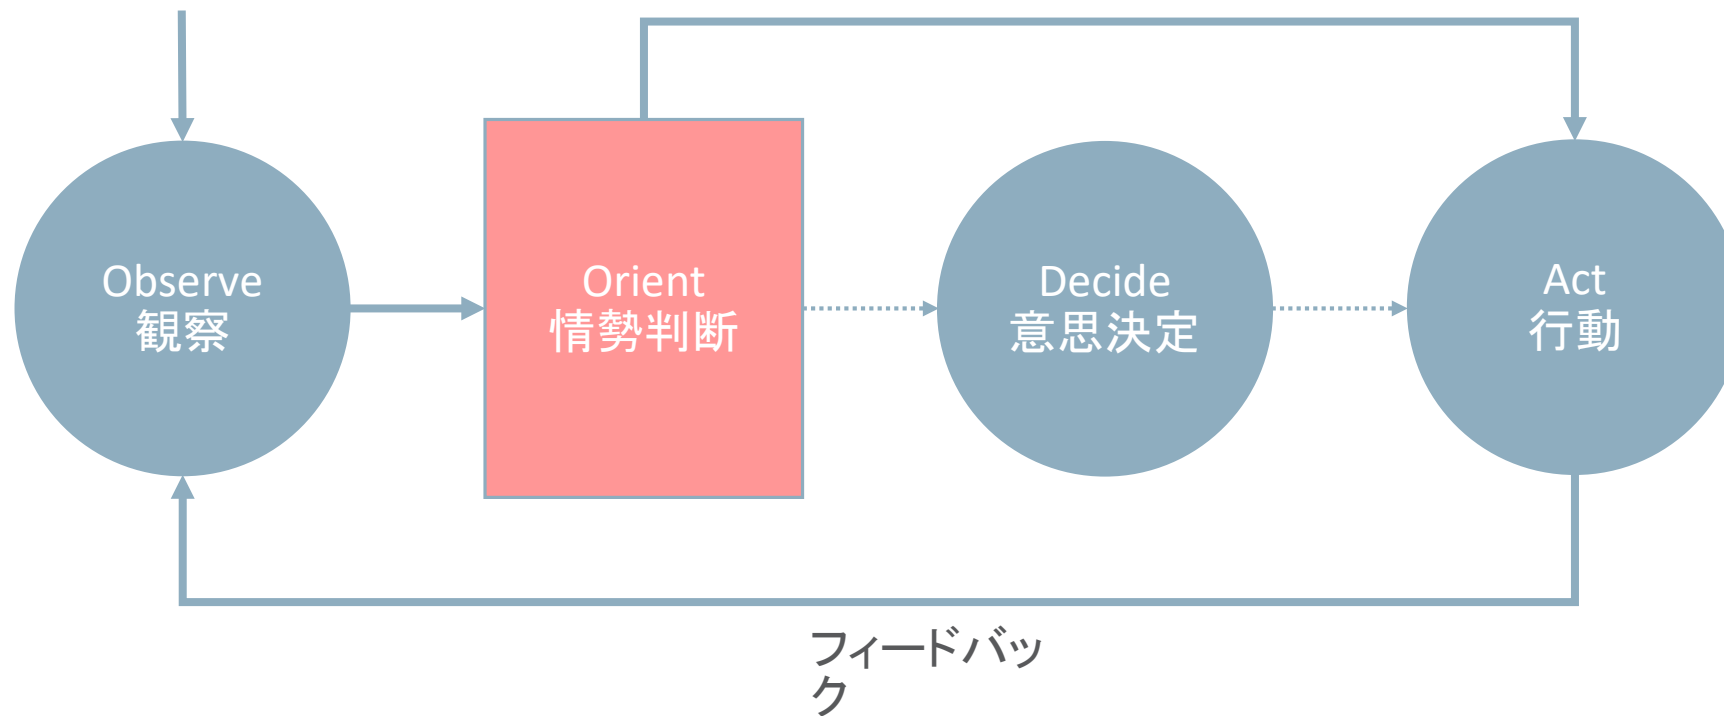 Observe
観察
Orient
情勢判断
Decide
意思決定
Act
行動
フィードバッ
ク